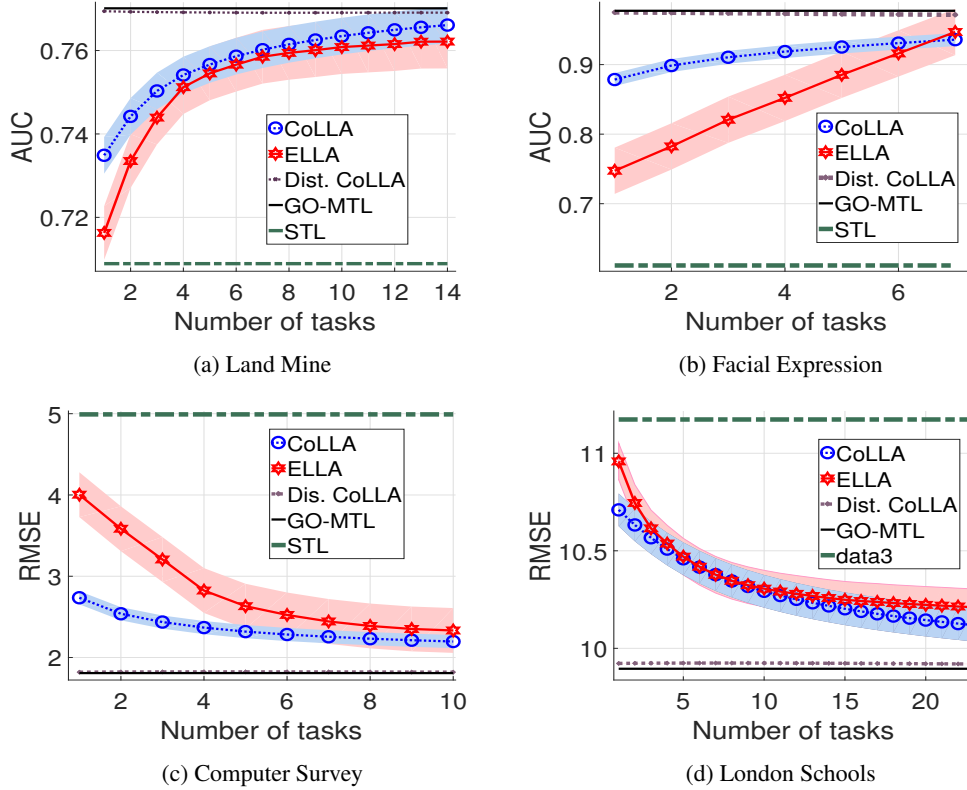 0.76
0.74
0.72
AUC
CoLLA
ELLA
Dist. CoLLA
GO-MTL
STL
2 4 6 8 10 12 14
Number of tasks
(a) Land Mine
0.9
0.8
0.7
AUC
CoLLA
ELLA
Dist. CoLLA
GO-MTL
STL
2 4 6
Number of tasks
(b) Facial Expression
5
4
3
2
RMSE
CoLLA
ELLA
Dis. CoLLA
GO-MTL
STL
2 4 6 8 10
Number of tasks
(c) Computer Survey
11
10.5
10
RMSE
CoLLA
ELLA
Dist. CoLLA
GO-MTL
data3
5 10 15 20
Number of tasks
(d) London Schools